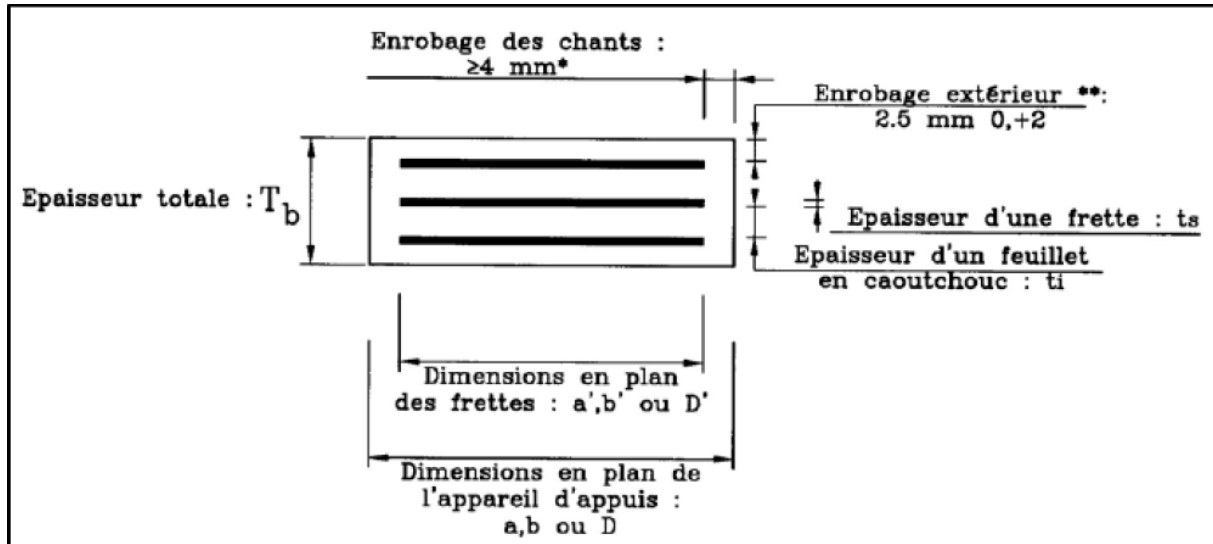 Enrobage des chants :
≥4 mm*
Enrobage extérieur **:
2.5 mm 0,+2
Epaisseur totale : Tb
Epaisseur d'une frette : ts
Epaisseur d'un feuillet
en caoutchouc : ti
Dimensions en plan
des frettes : a',b' ou D'
Dimensions en plan de
l'appareil d'appuis :
a,b ou D